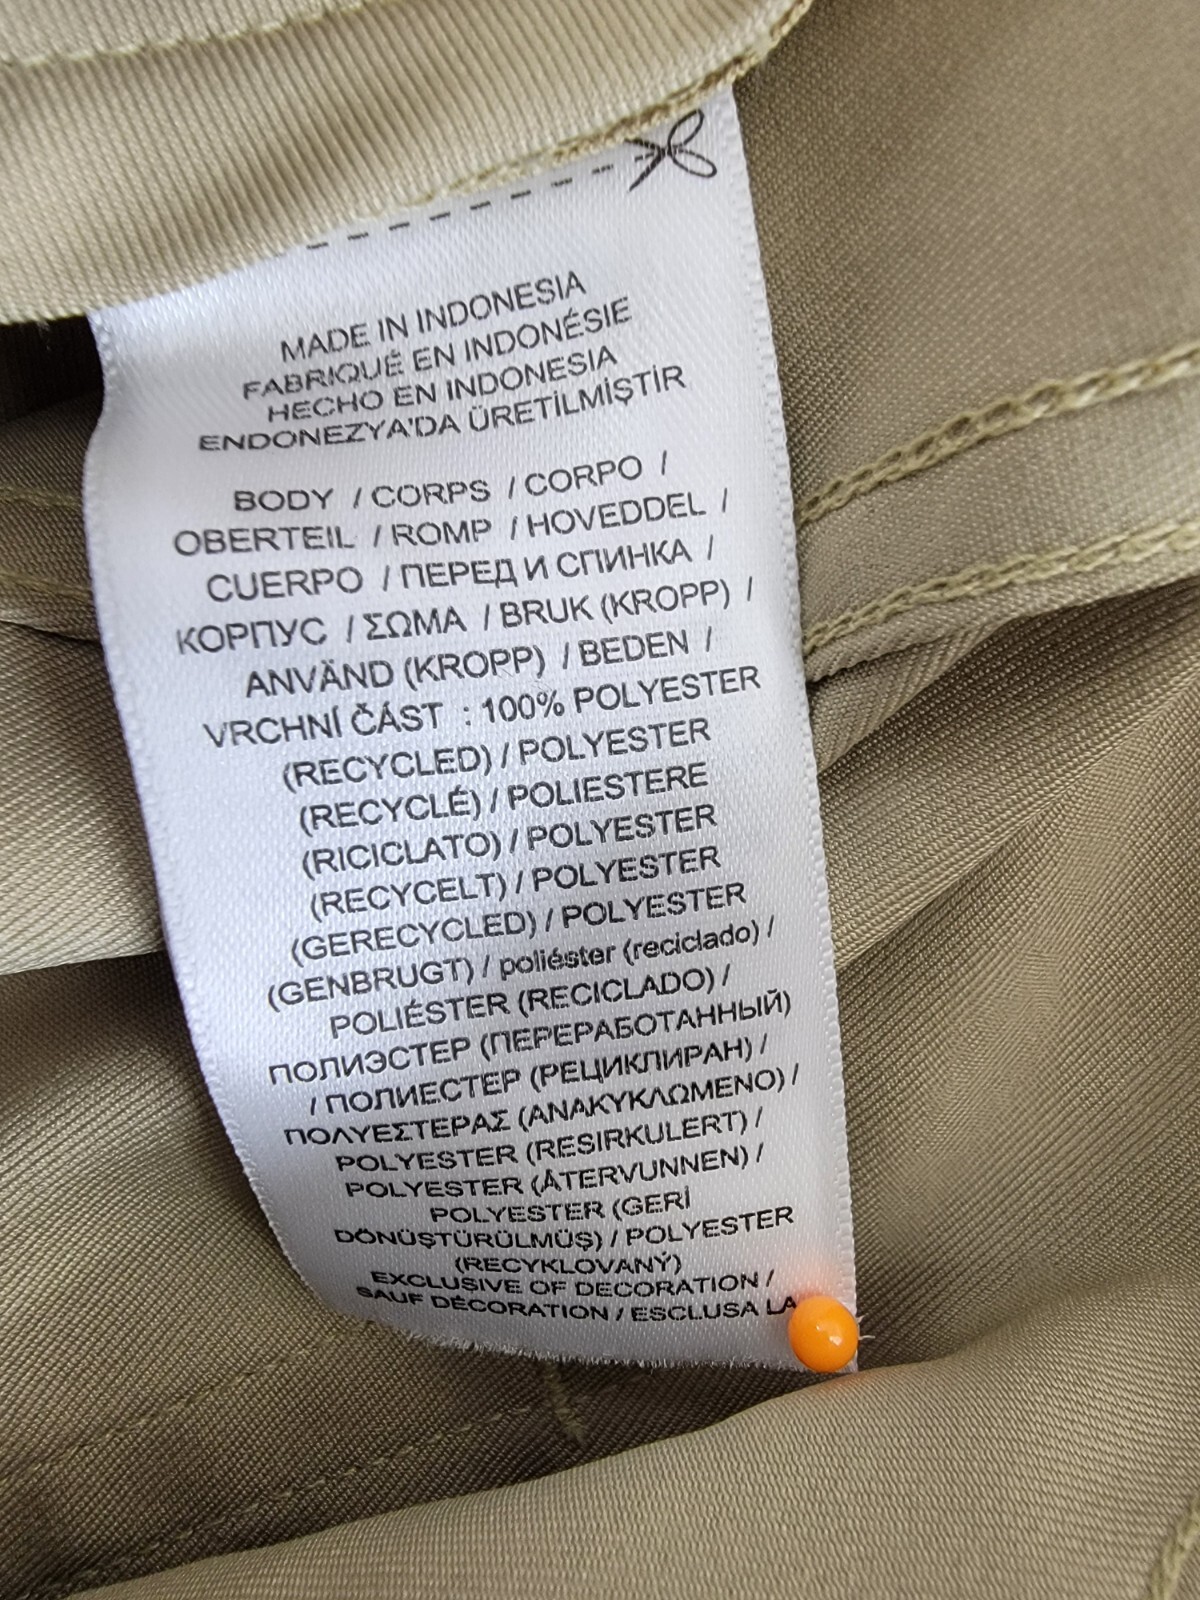 MADE IN INDONESIA
FABRIQUÉ EN INDONÉSIE
HECHO EN INDONESIA
ENDONEZYA'DA ÜRETİLMİŞTİR
BODY / CORPS / CORPO /
OBERTEIL / ROMP / HOVEDDEL /
CUERPO / ПЕРЕД И СПИНКА /
КОРПУС / ΣΩΜΑ / BRUK (KROPP) /
ANVÄND (KROPP) / BEDEN /
VRCHNÍ ČÁST : 100% POLYESTER
(RECYCLED) / POLYESTER
(RECYCLÉ) / POLIESTERE
(RICICLATO) / POLYESTER
(RECYCELT) / POLYESTER
(GERECYCLED) / POLYESTER
(GENBRUGT) / poliéster (reciclado) /
POLIÉSTER (RECICLADO) /
ПОЛИЭСТЕР (ПЕРЕРАБОТАННЫЙ)
/ ПОЛИЕСТЕР (РЕЦИКЛИРАН) /
ΠΟΛΥΕΣΤΕΡΑΣ (ΑΝΑΚΥΚΛΩΜΕΝΟ) /
POLYESTER (RESIRKULERT) /
POLYESTER (ÅTERVUNNEN) /
POLYESTER (GERİ
DÖNÜŞTÜRÜLMÜŞ) / POLYESTER
(RECYKLOVANÝ)
EXCLUSIVE OF DECORATION /
SAUF DÉCORATION / ESCLUSA LA